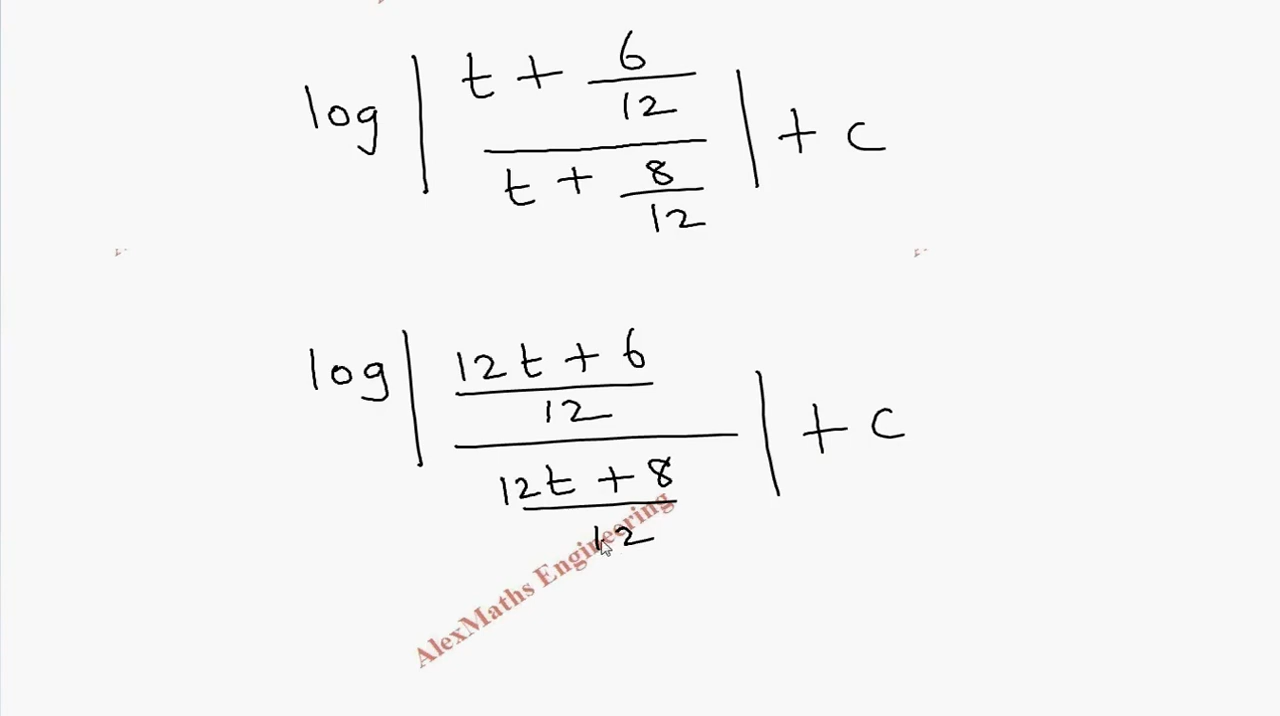 log | (t + 6/12) / (t + 8/12) | + c
log | ((12t + 6)/12) / ((12t + 8)/12) | + c
AlexMaths Engineering